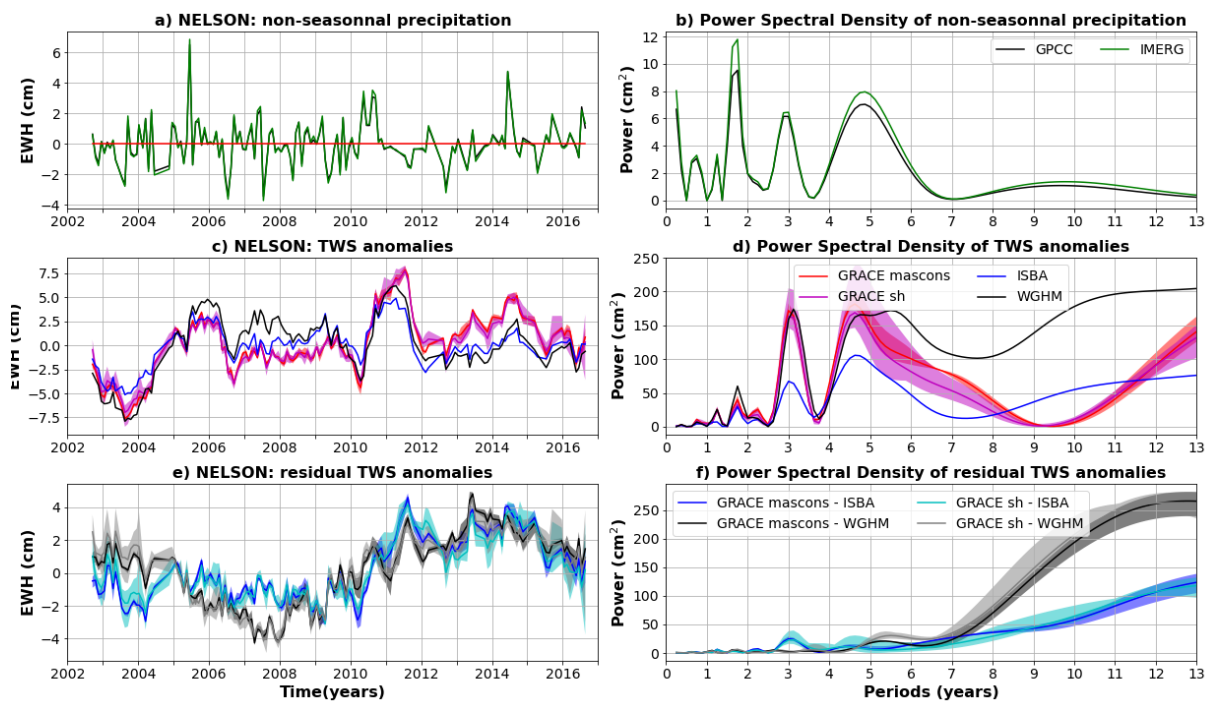 a) NELSON: non-seasonnal precipitation
EWH (cm)
6
4
2
0
−2
−4
2002 2004 2006 2008 2010 2012 2014 2016
b) Power Spectral Density of non-seasonnal precipitation
Power (cm²)
12
10
8
6
4
2
0
GPCC IMERG
0 1 2 3 4 5 6 7 8 9 10 11 12 13
c) NELSON: TWS anomalies
EWH (cm)
7.5
5.0
2.5
0.0
−2.5
−5.0
−7.5
2002 2004 2006 2008 2010 2012 2014 2016
d) Power Spectral Density of TWS anomalies
Power (cm²)
250
200
150
100
50
0
GRACE mascons ISBA
GRACE sh WGHM
0 1 2 3 4 5 6 7 8 9 10 11 12 13
e) NELSON: residual TWS anomalies
EWH (cm)
4
2
0
−2
−4
2002 2004 2006 2008 2010 2012 2014 2016
Time(years)
f) Power Spectral Density of residual TWS anomalies
Power (cm²)
250
200
150
100
50
0
GRACE mascons - ISBA GRACE sh - ISBA
GRACE mascons - WGHM GRACE sh - WGHM
0 1 2 3 4 5 6 7 8 9 10 11 12 13
Periods (years)